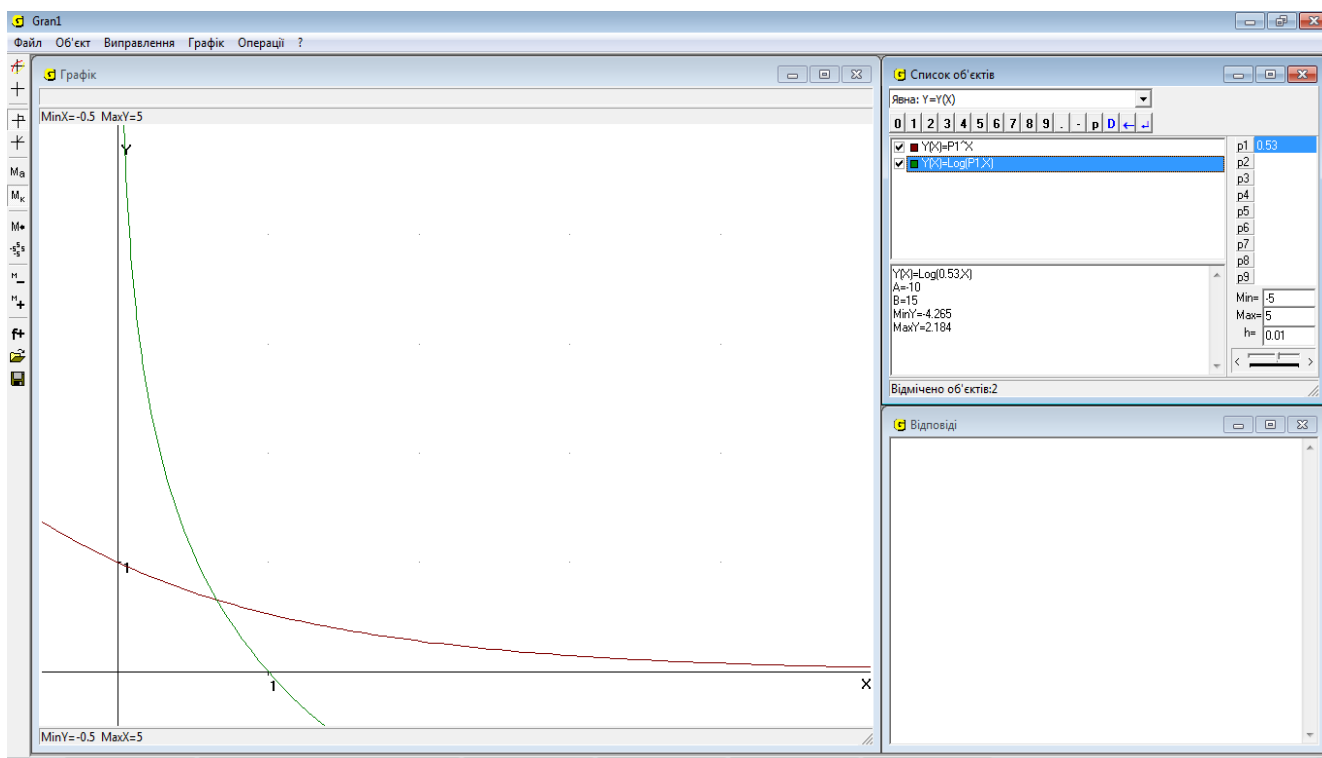 Gran1
Файл Об'єкт Виправлення Графік Операції ?
Графік
MinX=-0.5 MaxY=5
Y
1
1
X
MinY=-0.5 MaxX=5
Ma
Mк
M
s s s s
M
M
f+
Список об'єктів
Явна: Y=Y(X)
0 1 2 3 4 5 6 7 8 9 . - p D ← ↲
Y(X)=P1^X
Y(X)=Log(P1,X)
p1 0.53
p2
p3
p4
p5
p6
p7
p8
p9
Y(X)=Log(0.53,X)
A=-10
B=15
MinY=-4.265
MaxY=2.184
Min= -5
Max= 5
h= 0.01
Відмічено об'єктів:2
Відповіді